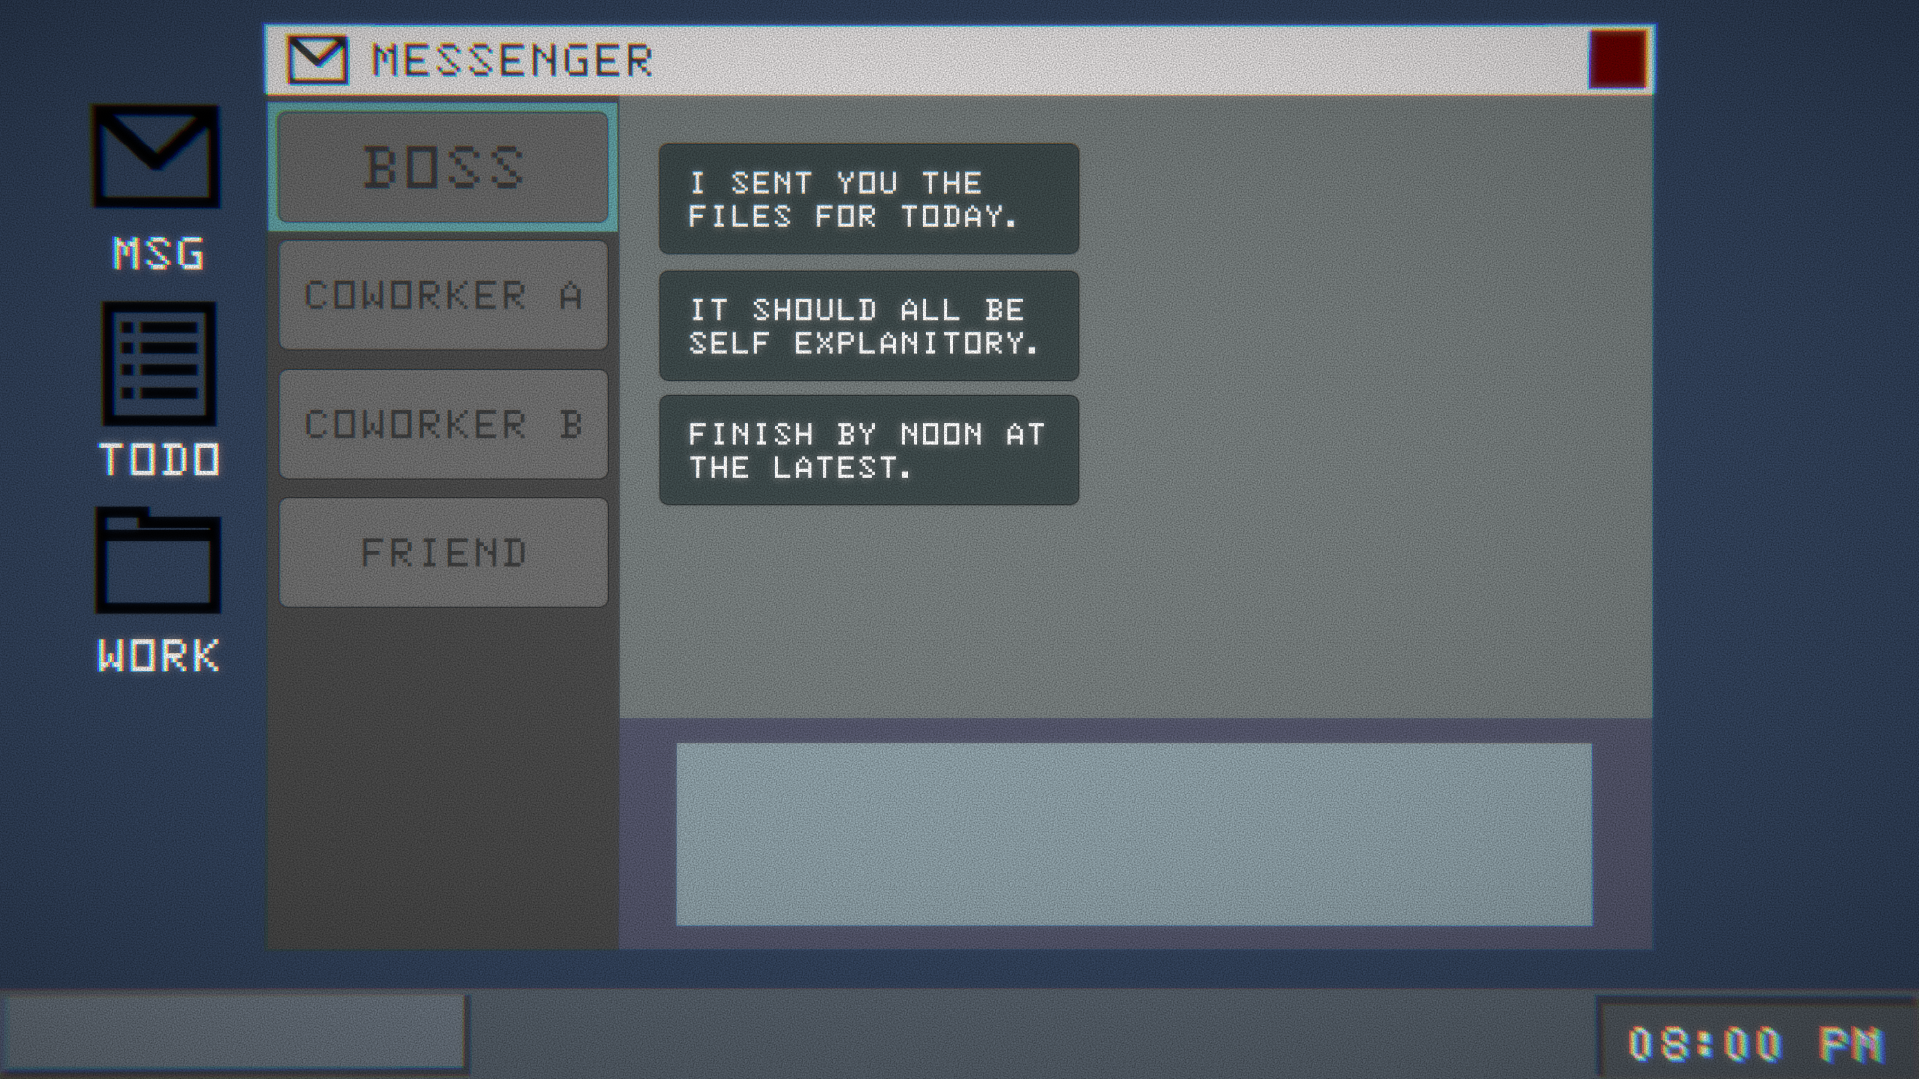 MESSENGER
MSG
TODO
WORK
BOSS
COWORKER A
COWORKER B
FRIEND
I SENT YOU THE
FILES FOR TODAY.
IT SHOULD ALL BE
SELF EXPLANITORY.
FINISH BY NOON AT
THE LATEST.
08:00 PM